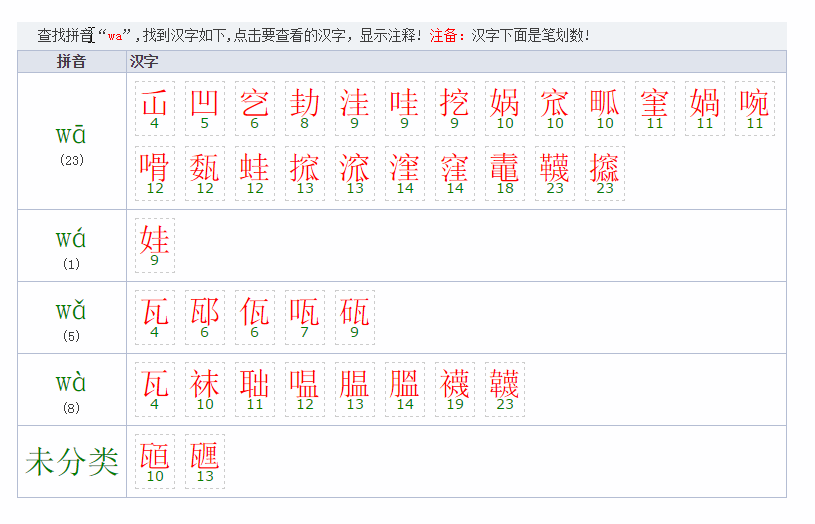 查找拼音“wa”,找到汉字如下,点击要查看的汉字，显示注释! 注备：汉字下面是笔划数!
拼音 汉字
wā
(23)
凹 穵 劸 洼 哇 挖 娲 窊 畖 窐 媧 啘
4 5 6 8 9 9 9 10 10 10 11 11 11
嗗 蛙 搲 漥 窪 鼃 韈 攨
12 12 12 13 13 14 14 18 23 23
wá
(1)
娃
9
wǎ
(5)
瓦 邷 佤 咓 砙
4 6 6 7 9
wà
(8)
瓦 袜 聉 嗢 腽 膃 襪 韤
4 10 11 12 13 14 19 23
未分类
瓸 瓼
10 13